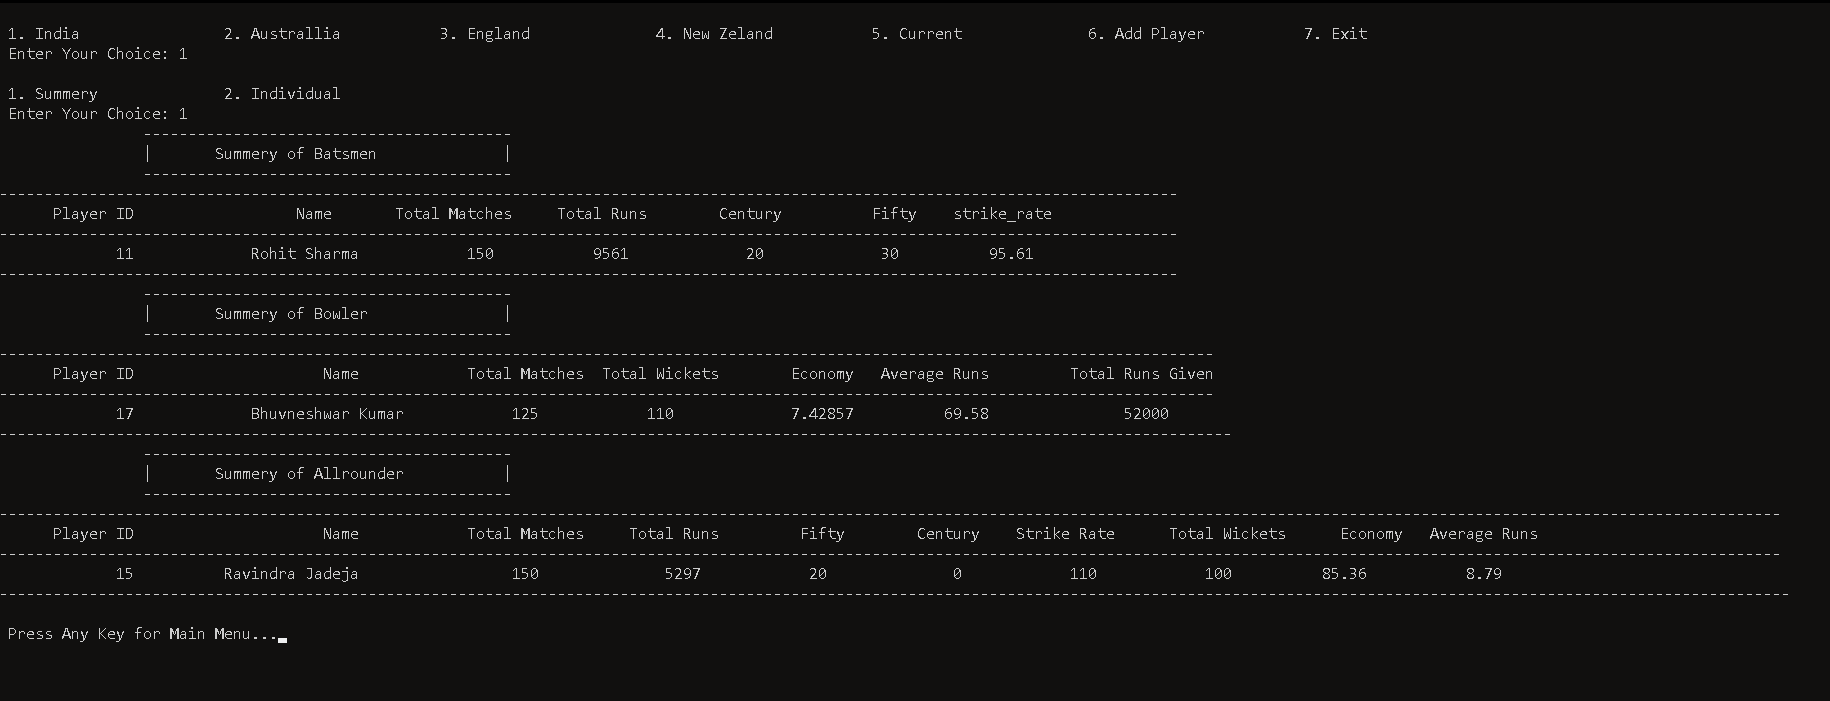 1. India 2. Australlia 3. England 4. New Zeland 5. Current 6. Add Player 7. Exit
Enter Your Choice: 1
1. Summery 2. Individual
Enter Your Choice: 1
-----------------------------------------
| Summery of Batsmen |
-----------------------------------------
-----------------------------------------------------------------------------------------------------------------------------------
Player ID Name Total Matches Total Runs Century Fifty strike_rate
-----------------------------------------------------------------------------------------------------------------------------------
11 Rohit Sharma 150 9561 20 30 95.61
-----------------------------------------------------------------------------------------------------------------------------------
-----------------------------------------
| Summery of Bowler |
-----------------------------------------
---------------------------------------------------------------------------------------------------------------------------------------
Player ID Name Total Matches Total Wickets Economy Average Runs Total Runs Given
---------------------------------------------------------------------------------------------------------------------------------------
17 Bhuvneshwar Kumar 125 110 7.42857 69.58 52000
-----------------------------------------------------------------------------------------------------------------------------------------
-----------------------------------------
| Summery of Allrounder |
-----------------------------------------
------------------------------------------------------------------------------------------------------------------------------------------------------------------------------------------------------
Player ID Name Total Matches Total Runs Fifty Century Strike Rate Total Wickets Economy Average Runs
------------------------------------------------------------------------------------------------------------------------------------------------------------------------------------------------------
15 Ravindra Jadeja 150 5297 20 0 110 100 85.36 8.79
-------------------------------------------------------------------------------------------------------------------------------------------------------------------------------------------------------
Press Any Key for Main Menu..._